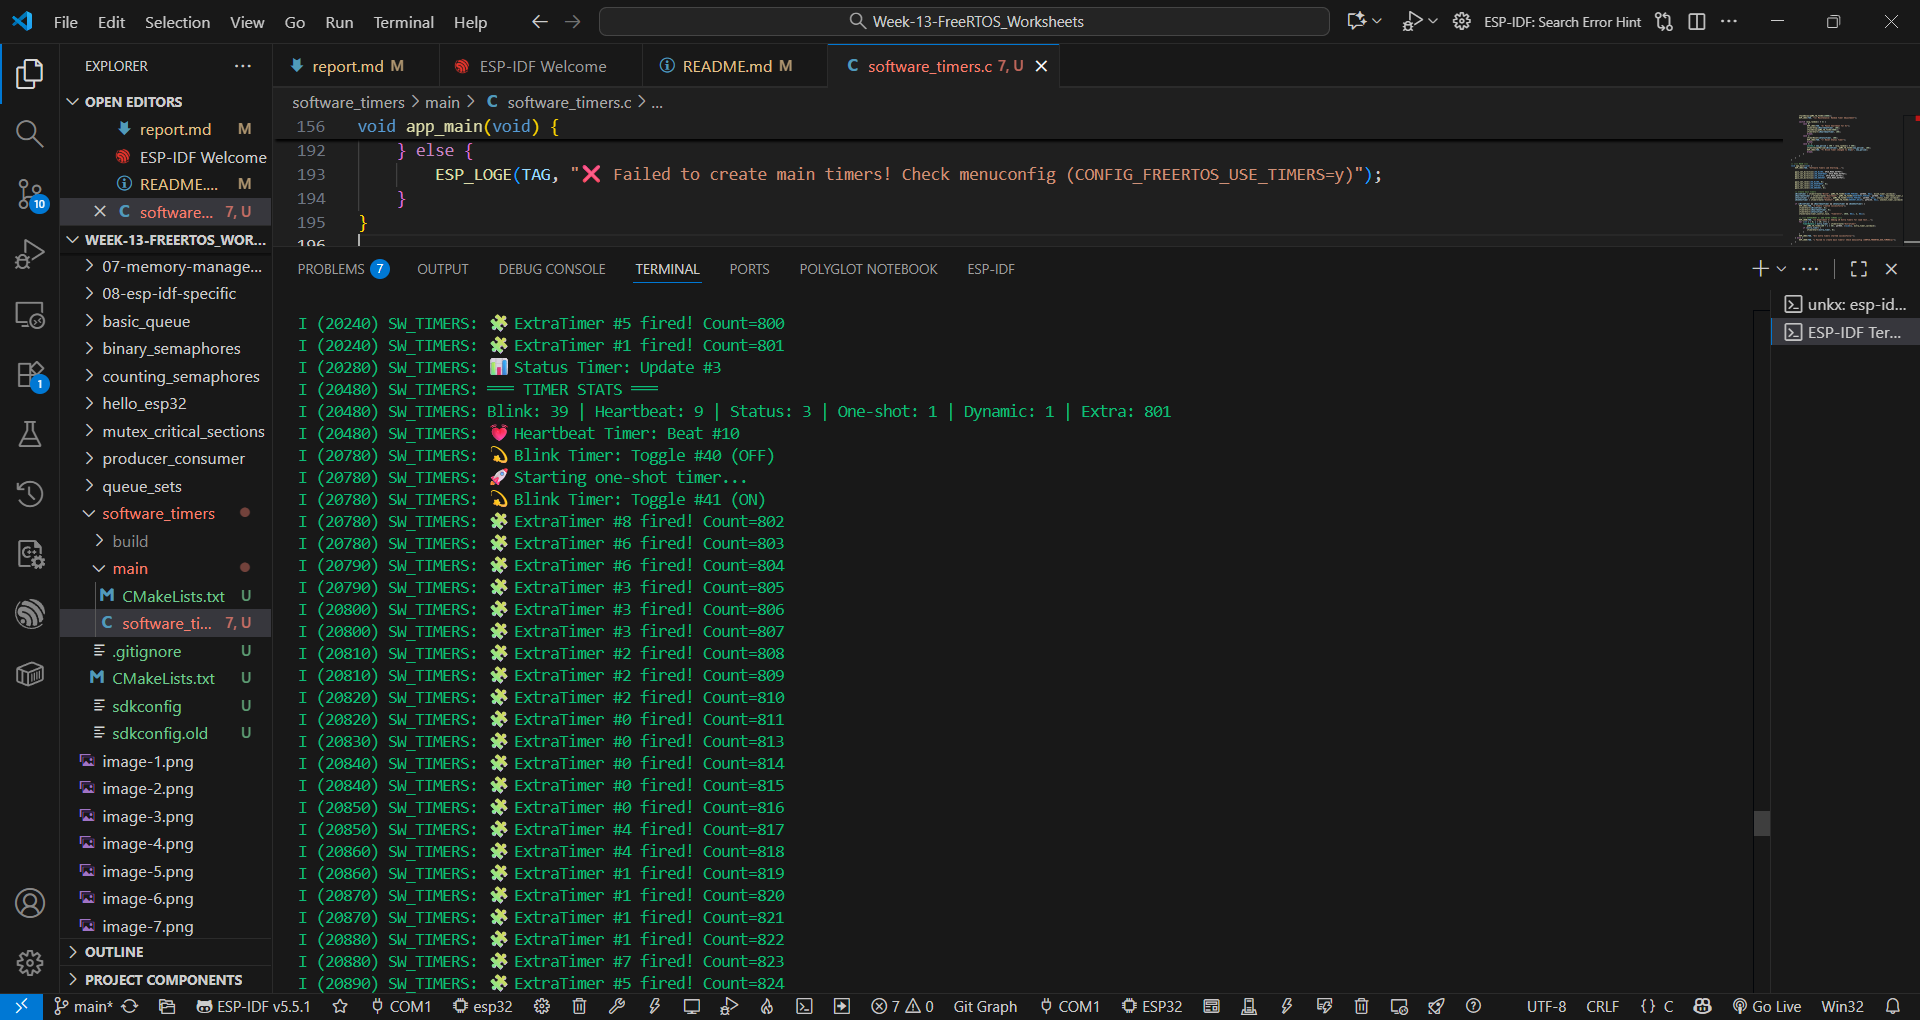 File Edit Selection View Go Run Terminal Help
Week-13-FreeRTOS_Worksheets
ESP-IDF: Search Error Hint
EXPLORER
OPEN EDITORS
report.md M
ESP-IDF Welcome
README.... M
C software... 7, U
WEEK-13-FREERTOS_WOR...
07-memory-manage...
08-esp-idf-specific
basic_queue
binary_semaphores
counting_semaphores
hello_esp32
mutex_critical_sections
producer_consumer
queue_sets
software_timers
build
main
M CMakeLists.txt U
C software_ti... 7, U
.gitignore U
M CMakeLists.txt U
sdkconfig U
sdkconfig.old U
image-1.png
image-2.png
image-3.png
image-4.png
image-5.png
image-6.png
image-7.png
OUTLINE
PROJECT COMPONENTS
10
1
report.md M
ESP-IDF Welcome
README.md M
C software_timers.c 7, U
software_timers > main > C software_timers.c > ...
156 void app_main(void) {
192 } else {
193 ESP_LOGE(TAG, "❌ Failed to create main timers! Check menuconfig (CONFIG_FREERTOS_USE_TIMERS=y)");
194 }
195 }
196
PROBLEMS 7 OUTPUT DEBUG CONSOLE TERMINAL PORTS POLYGLOT NOTEBOOK ESP-IDF
unkx: esp-id...
ESP-IDF Ter...
I (20240) SW_TIMERS: 🧩 ExtraTimer #5 fired! Count=800
I (20240) SW_TIMERS: 🧩 ExtraTimer #1 fired! Count=801
I (20280) SW_TIMERS: 📊 Status Timer: Update #3
I (20480) SW_TIMERS: ═══ TIMER STATS ═══
I (20480) SW_TIMERS: Blink: 39 | Heartbeat: 9 | Status: 3 | One-shot: 1 | Dynamic: 1 | Extra: 801
I (20480) SW_TIMERS: 💓 Heartbeat Timer: Beat #10
I (20780) SW_TIMERS: 💫 Blink Timer: Toggle #40 (OFF)
I (20780) SW_TIMERS: 🚀 Starting one-shot timer...
I (20780) SW_TIMERS: 💫 Blink Timer: Toggle #41 (ON)
I (20780) SW_TIMERS: 🧩 ExtraTimer #8 fired! Count=802
I (20780) SW_TIMERS: 🧩 ExtraTimer #6 fired! Count=803
I (20790) SW_TIMERS: 🧩 ExtraTimer #6 fired! Count=804
I (20790) SW_TIMERS: 🧩 ExtraTimer #3 fired! Count=805
I (20800) SW_TIMERS: 🧩 ExtraTimer #3 fired! Count=806
I (20800) SW_TIMERS: 🧩 ExtraTimer #3 fired! Count=807
I (20810) SW_TIMERS: 🧩 ExtraTimer #2 fired! Count=808
I (20810) SW_TIMERS: 🧩 ExtraTimer #2 fired! Count=809
I (20820) SW_TIMERS: 🧩 ExtraTimer #2 fired! Count=810
I (20820) SW_TIMERS: 🧩 ExtraTimer #0 fired! Count=811
I (20830) SW_TIMERS: 🧩 ExtraTimer #0 fired! Count=813
I (20840) SW_TIMERS: 🧩 ExtraTimer #0 fired! Count=814
I (20840) SW_TIMERS: 🧩 ExtraTimer #0 fired! Count=815
I (20850) SW_TIMERS: 🧩 ExtraTimer #0 fired! Count=816
I (20850) SW_TIMERS: 🧩 ExtraTimer #4 fired! Count=817
I (20860) SW_TIMERS: 🧩 ExtraTimer #4 fired! Count=818
I (20860) SW_TIMERS: 🧩 ExtraTimer #1 fired! Count=819
I (20870) SW_TIMERS: 🧩 ExtraTimer #1 fired! Count=820
I (20870) SW_TIMERS: 🧩 ExtraTimer #1 fired! Count=821
I (20880) SW_TIMERS: 🧩 ExtraTimer #1 fired! Count=822
I (20880) SW_TIMERS: 🧩 ExtraTimer #7 fired! Count=823
I (20890) SW_TIMERS: 🧩 ExtraTimer #5 fired! Count=824
main* ESP-IDF v5.5.1 COM1 esp32 7 0 Git Graph COM1 ESP32 UTF-8 CRLF {} C Go Live Win32